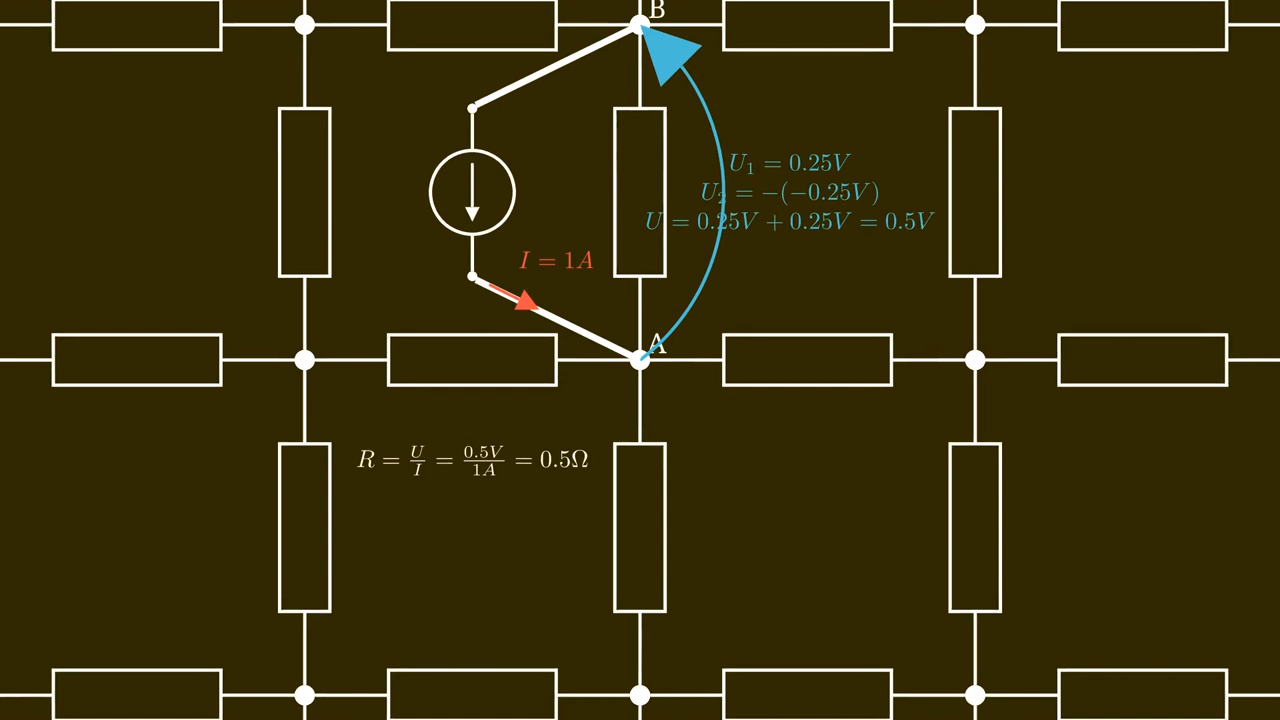 B
U₁ = 0.25V
U₂ = −(−0.25V)
U = 0.25V + 0.25V = 0.5V
I = 1A
A
R = U/I = 0.5V/1A = 0.5Ω